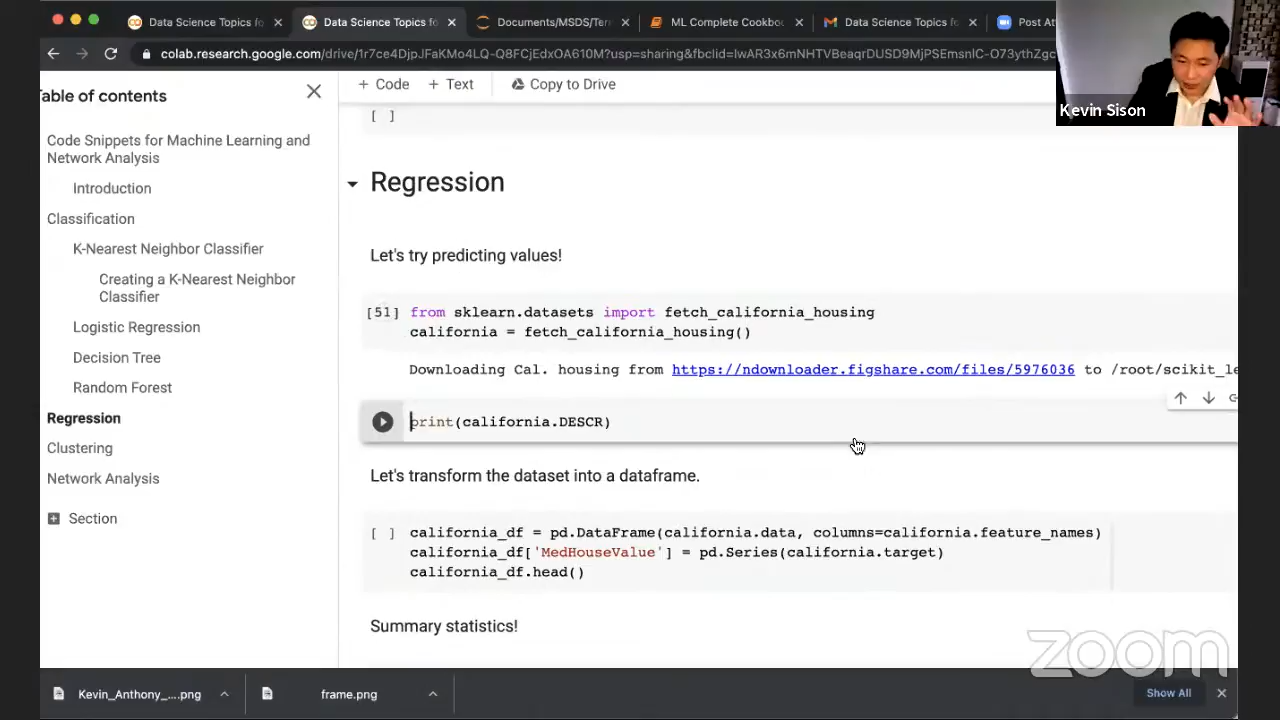 Data Science Topics fo
Data Science Topics fo
Documents/MSDS/Ter
ML Complete Cookbo
Data Science Topics fo
Post Att
colab.research.google.com/drive/1r7ce4DjpJFaKMo4LQ-Q8FCjEdxOA610M?usp=sharing&fbclid=IwAR3x6mNHTVBeaqrDUSD9MjPSEmsnlC-O73ythZgc
Kevin Sison
Table of contents
Code Snippets for Machine Learning and
Network Analysis
Introduction
Classification
K-Nearest Neighbor Classifier
Creating a K-Nearest Neighbor
Classifier
Logistic Regression
Decision Tree
Random Forest
Regression
Clustering
Network Analysis
Section
+ Code + Text Copy to Drive
[ ]
Regression
Let's try predicting values!
[51] from sklearn.datasets import fetch_california_housing
california = fetch_california_housing()
Downloading Cal. housing from https://ndownloader.figshare.com/files/5976036 to /root/scikit_le
print(california.DESCR)
Let's transform the dataset into a dataframe.
[ ] california_df = pd.DataFrame(california.data, columns=california.feature_names)
california_df['MedHouseValue'] = pd.Series(california.target)
california_df.head()
Summary statistics!
zoom
Kevin_Anthony_....png
frame.png
Show All